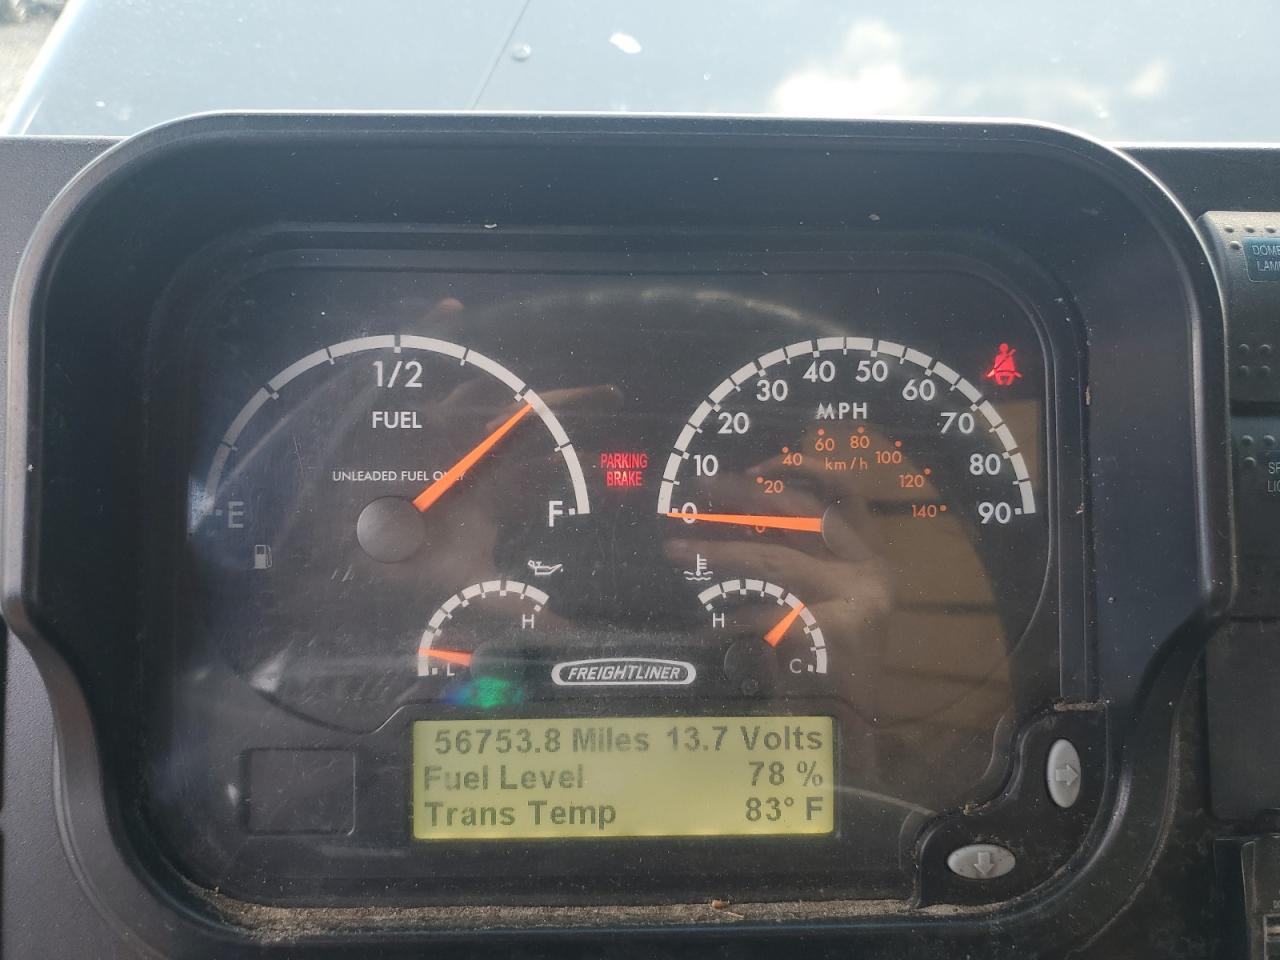 1/2
FUEL
UNLEADED FUEL
E
F
PARKING
BRAKE
0 10 20 30 40 50 60 70 80 90
MPH
km/h
0 20 40 60 80 100 120 140
L
H
H
C
FREIGHTLINER
56753.8 Miles 13.7 Volts
Fuel Level 78 %
Trans Temp 83° F